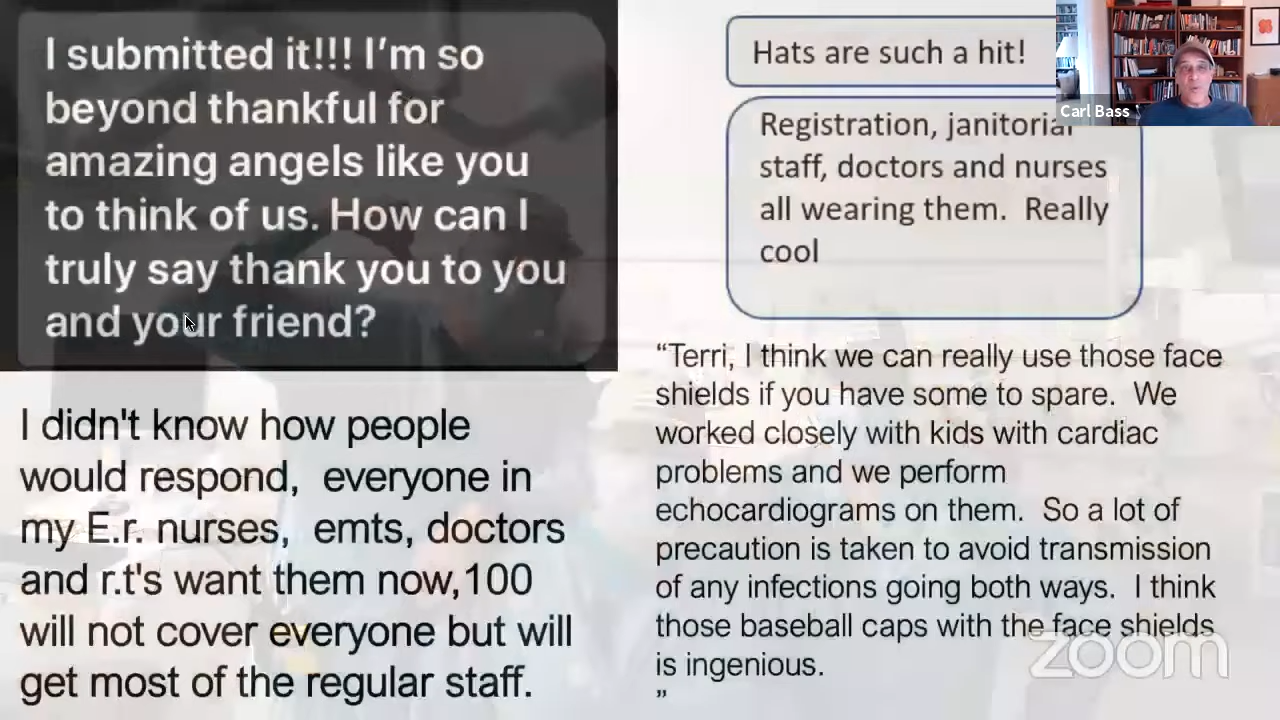 I submitted it!!! I’m so
beyond thankful for
amazing angels like you
to think of us. How can I
truly say thank you to you
and your friend?
I didn't know how people
would respond,  everyone in
my E.r. nurses,  emts, doctors
and r.t's want them now,100
will not cover everyone but will
get most of the regular staff.
Hats are such a hit!
Registration, janitorial
staff, doctors and nurses
all wearing them.  Really
cool
“Terri, I think we can really use those face
shields if you have some to spare.  We
worked closely with kids with cardiac
problems and we perform
echocardiograms on them.  So a lot of
precaution is taken to avoid transmission
of any infections going both ways.  I think
those baseball caps with the face shields
is ingenious.
”
Carl Bass
zoom